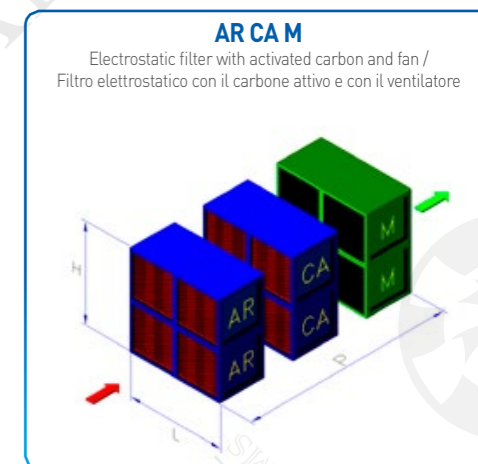 AR CA M
Electrostatic filter with activated carbon and fan /
Filtro elettrostatico con il carbone attivo e con il ventilatore
M
CA
H
M
AR
CA
AR
P
L